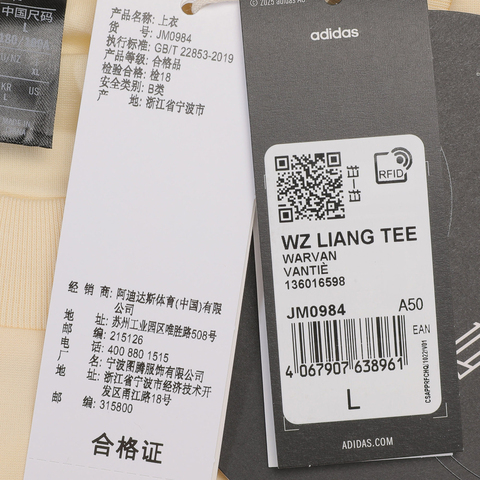 中国尺码
L
KR
US
L
产品名称: 上衣
货 号: JM0984
执行标准: GB/T 22853-2019
产品等级: 合格品
检验合格: 检18
安全类别: B类
产 地: 浙江省宁波市
经 销 商: 阿迪达斯体育(中国)有限
公司
地 址: 苏州工业园区唯胜路508号
邮 编: 215126
电 话: 400 880 1515
厂 名: 宁波图腾服饰有限公司
地 址: 浙江省宁波市经济技术开
发区甬江路18号
邮 编: 315800
合格证
© 2025 adidas AG
adidas
RFID
WZ LIANG TEE
WARVAN
VANTIÈ
136016598
JM0984 A50
EAN
4 067907 638961
L
ADIDAS.COM